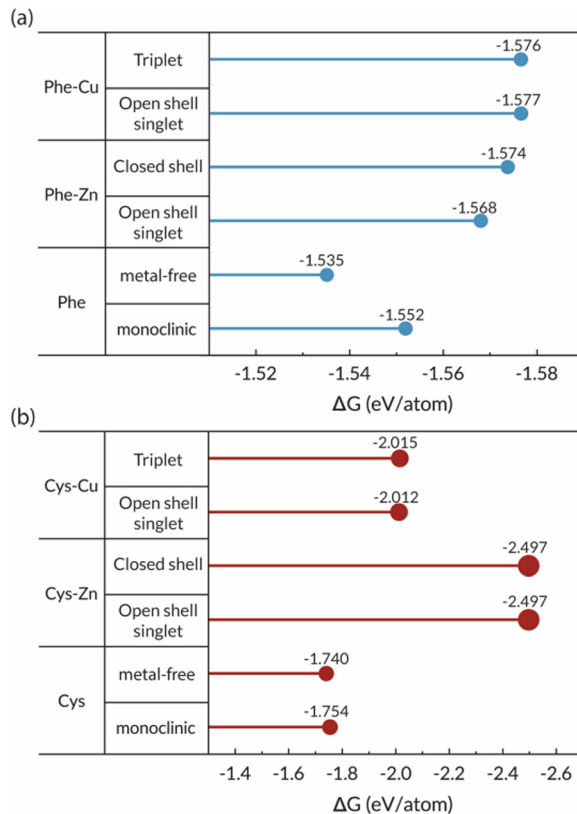 (a)
Phe-Cu
Triplet
-1.576
Open shell
singlet
-1.577
Phe-Zn
Closed shell
-1.574
Open shell
singlet
-1.568
Phe
metal-free
-1.535
monoclinic
-1.552
-1.52 -1.54 -1.56 -1.58
ΔG (eV/atom)
(b)
Cys-Cu
Triplet
-2.015
Open shell
singlet
-2.012
Cys-Zn
Closed shell
-2.497
Open shell
singlet
-2.497
Cys
metal-free
-1.740
monoclinic
-1.754
-1.4 -1.6 -1.8 -2.0 -2.2 -2.4 -2.6
ΔG (eV/atom)